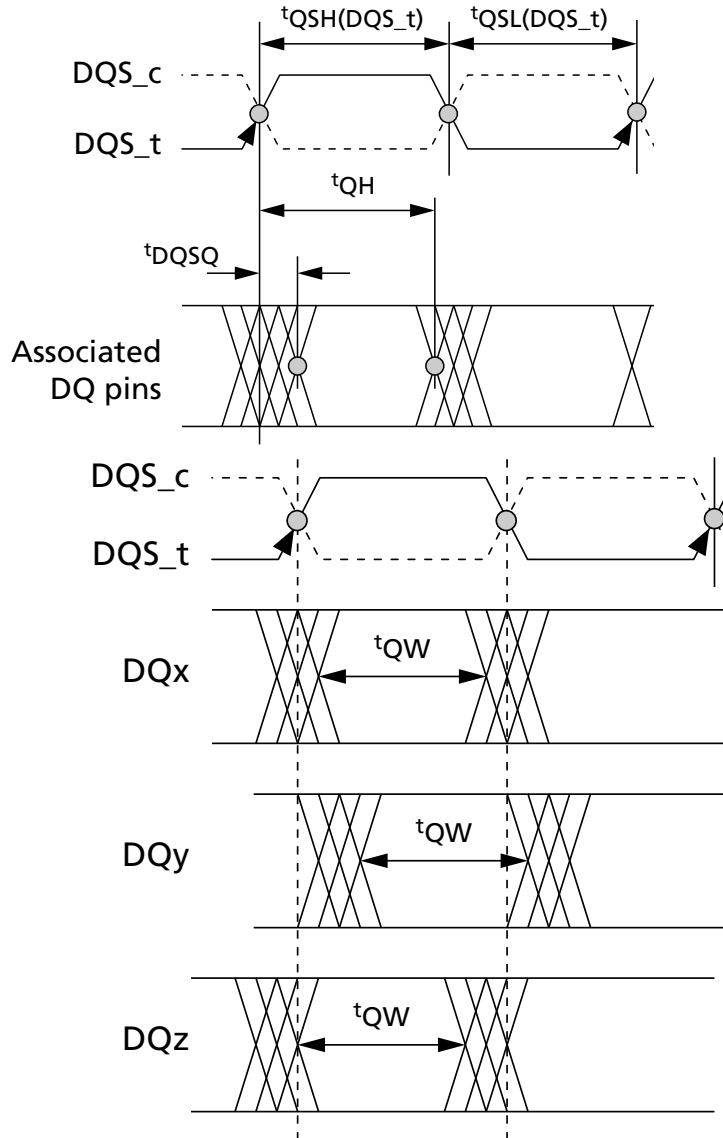 tQSH(DQS_t) tQSL(DQS_t)
DQS_c
DQS_t
tQH
tDQSQ
Associated
DQ pins
DQS_c
DQS_t
tQW
DQx
tQW
DQy
tQW
DQz